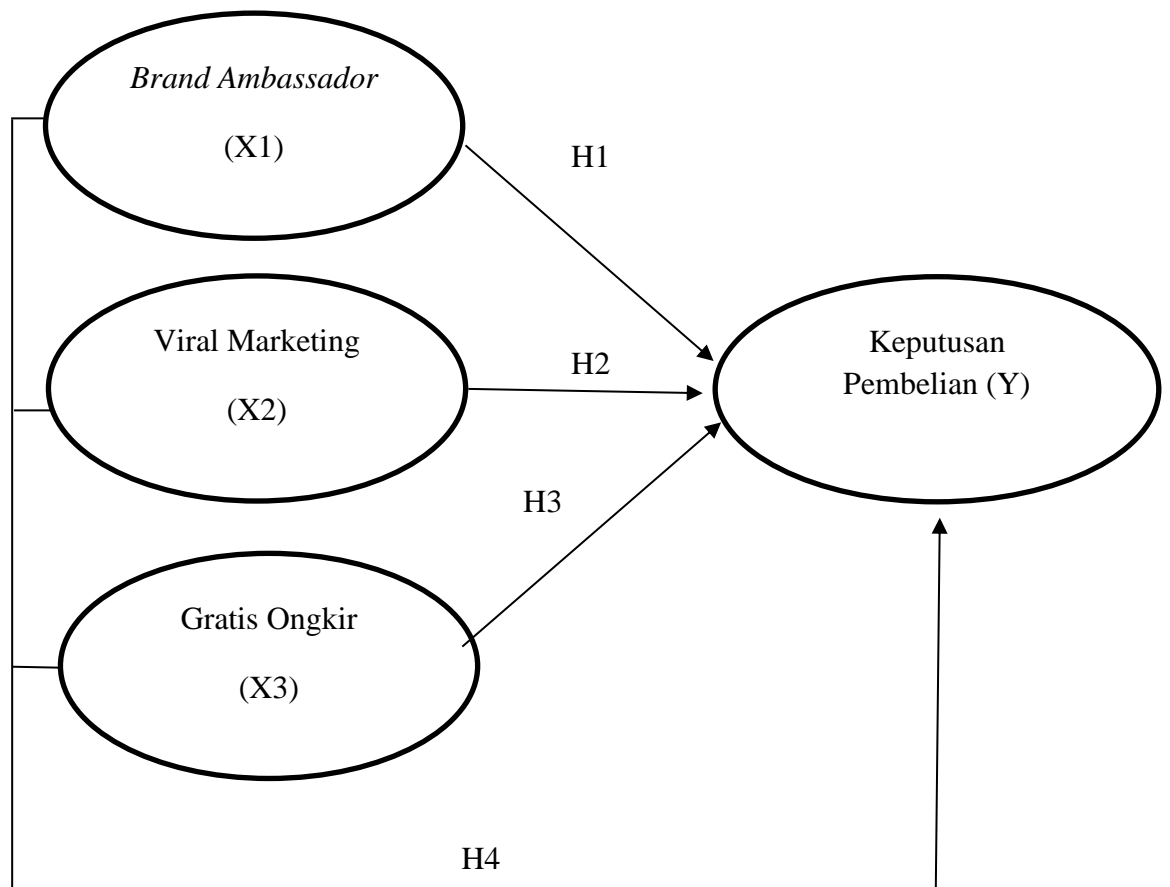 Brand Ambassador
(X1)
H1
Viral Marketing
(X2)
H2
Keputusan
Pembelian (Y)
H3
Gratis Ongkir
(X3)
H4